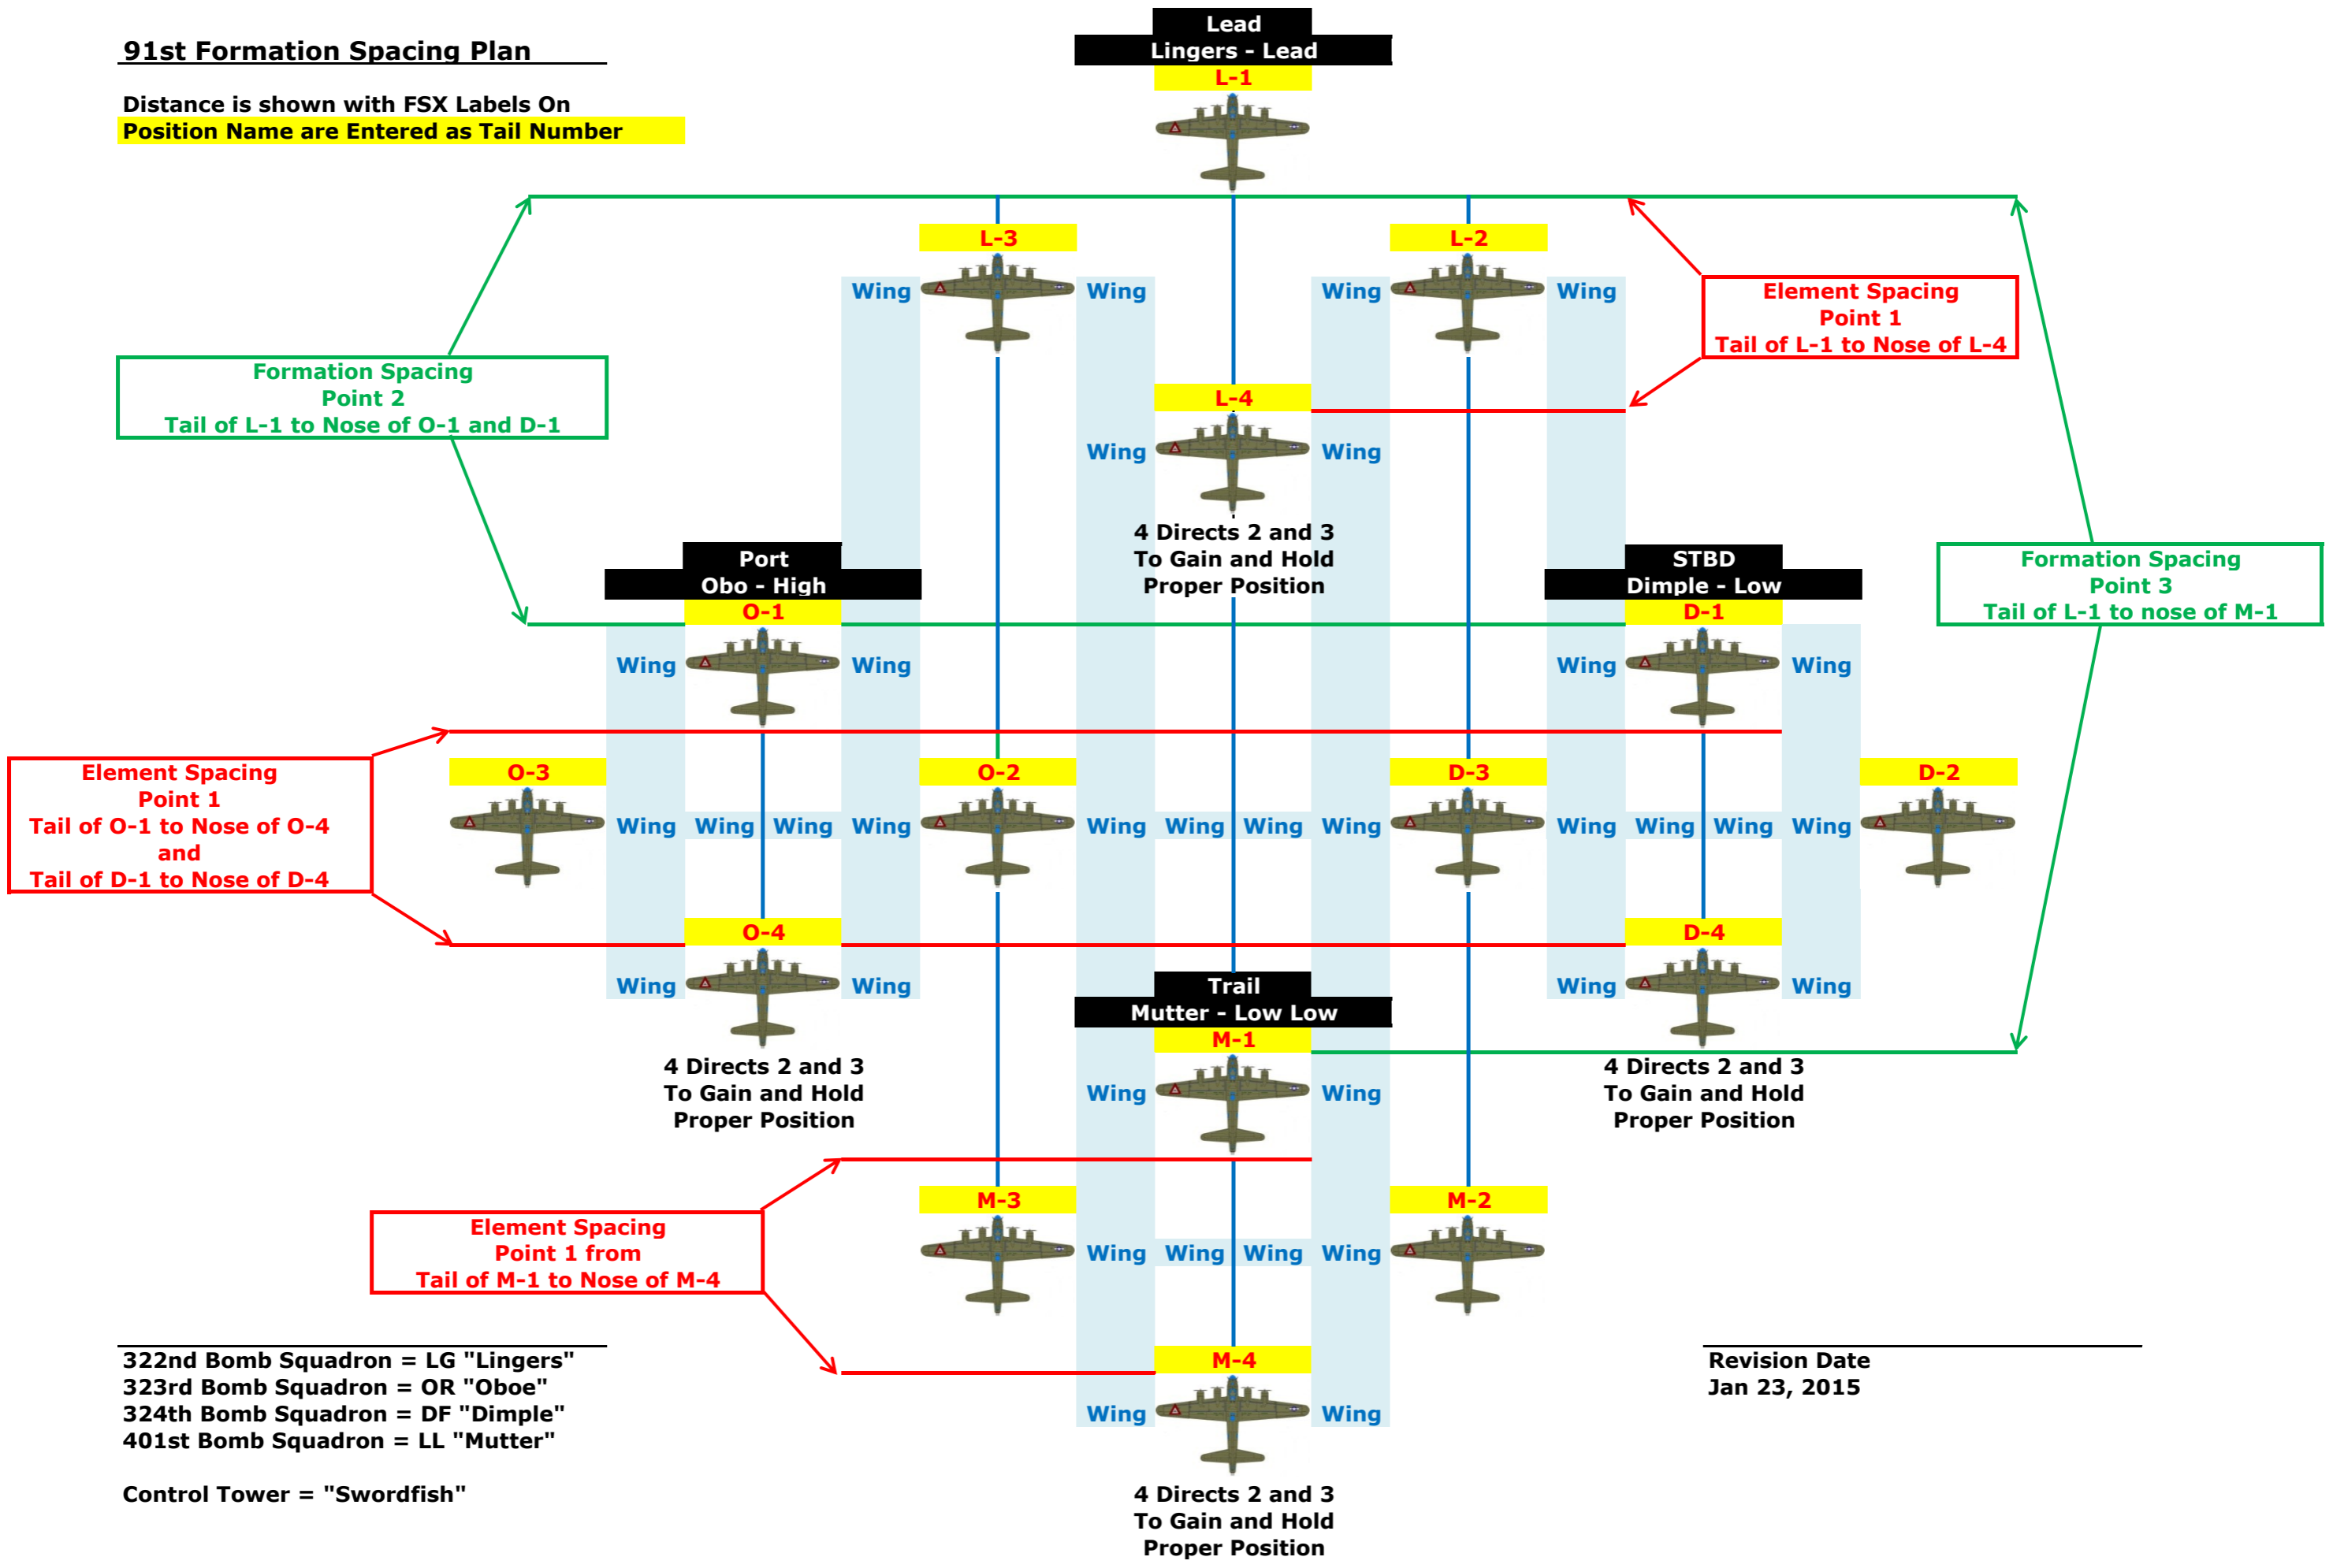 Lead
Lingers - Lead
L-1
91st Formation Spacing Plan
Distance is shown with FSX Labels On
Position Name are Entered as Tail Number
L-3
L-2
Wing Wing Wing Wing
Element Spacing
Point 1
Tail of L-1 to Nose of L-4
Formation Spacing
Point 2
Tail of L-1 to Nose of O-1 and D-1
L-4
Wing Wing
4 Directs 2 and 3
To Gain and Hold
Proper Position
Port
Obo - High
O-1
STBD
Dimple - Low
D-1
Formation Spacing
Point 3
Tail of L-1 to nose of M-1
Wing Wing Wing Wing
Element Spacing
Point 1
Tail of O-1 to Nose of O-4
and
Tail of D-1 to Nose of D-4
O-3
O-2
D-3
D-2
Wing Wing Wing Wing Wing Wing Wing Wing Wing Wing Wing Wing
O-4
D-4
Wing Wing Wing Wing
4 Directs 2 and 3
To Gain and Hold
Proper Position
Trail
Mutter - Low Low
M-1
Wing Wing
4 Directs 2 and 3
To Gain and Hold
Proper Position
M-3
M-2
Element Spacing
Point 1 from
Tail of M-1 to Nose of M-4
Wing Wing Wing Wing
M-4
Wing Wing
4 Directs 2 and 3
To Gain and Hold
Proper Position
322nd Bomb Squadron = LG "Lingers"
323rd Bomb Squadron = OR "Oboe"
324th Bomb Squadron = DF "Dimple"
401st Bomb Squadron = LL "Mutter"
Control Tower = "Swordfish"
Revision Date
Jan 23, 2015